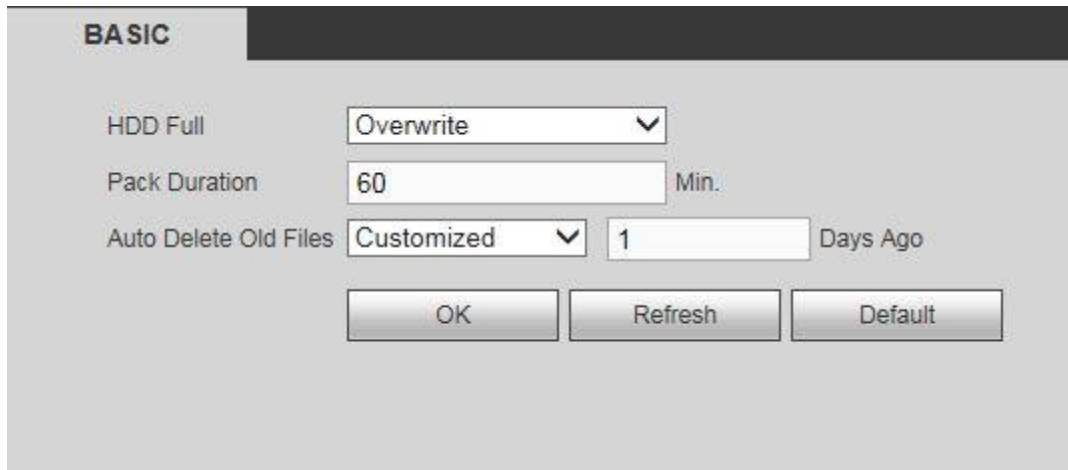 BASIC
HDD Full Overwrite
Pack Duration 60 Min.
Auto Delete Old Files Customized 1 Days Ago
OK Refresh Default